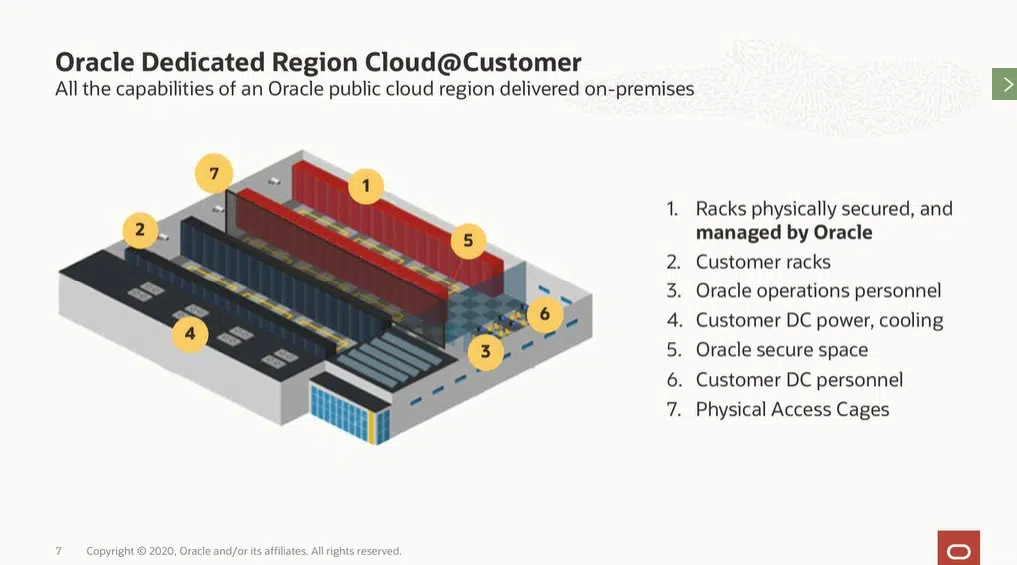 Oracle Dedicated Region Cloud@Customer
All the capabilities of an Oracle public cloud region delivered on-premises
7
1
2
5
6
4
3
1. Racks physically secured, and
managed by Oracle
2. Customer racks
3. Oracle operations personnel
4. Customer DC power, cooling
5. Oracle secure space
6. Customer DC personnel
7. Physical Access Cages
7 Copyright © 2020, Oracle and/or its affiliates. All rights reserved.